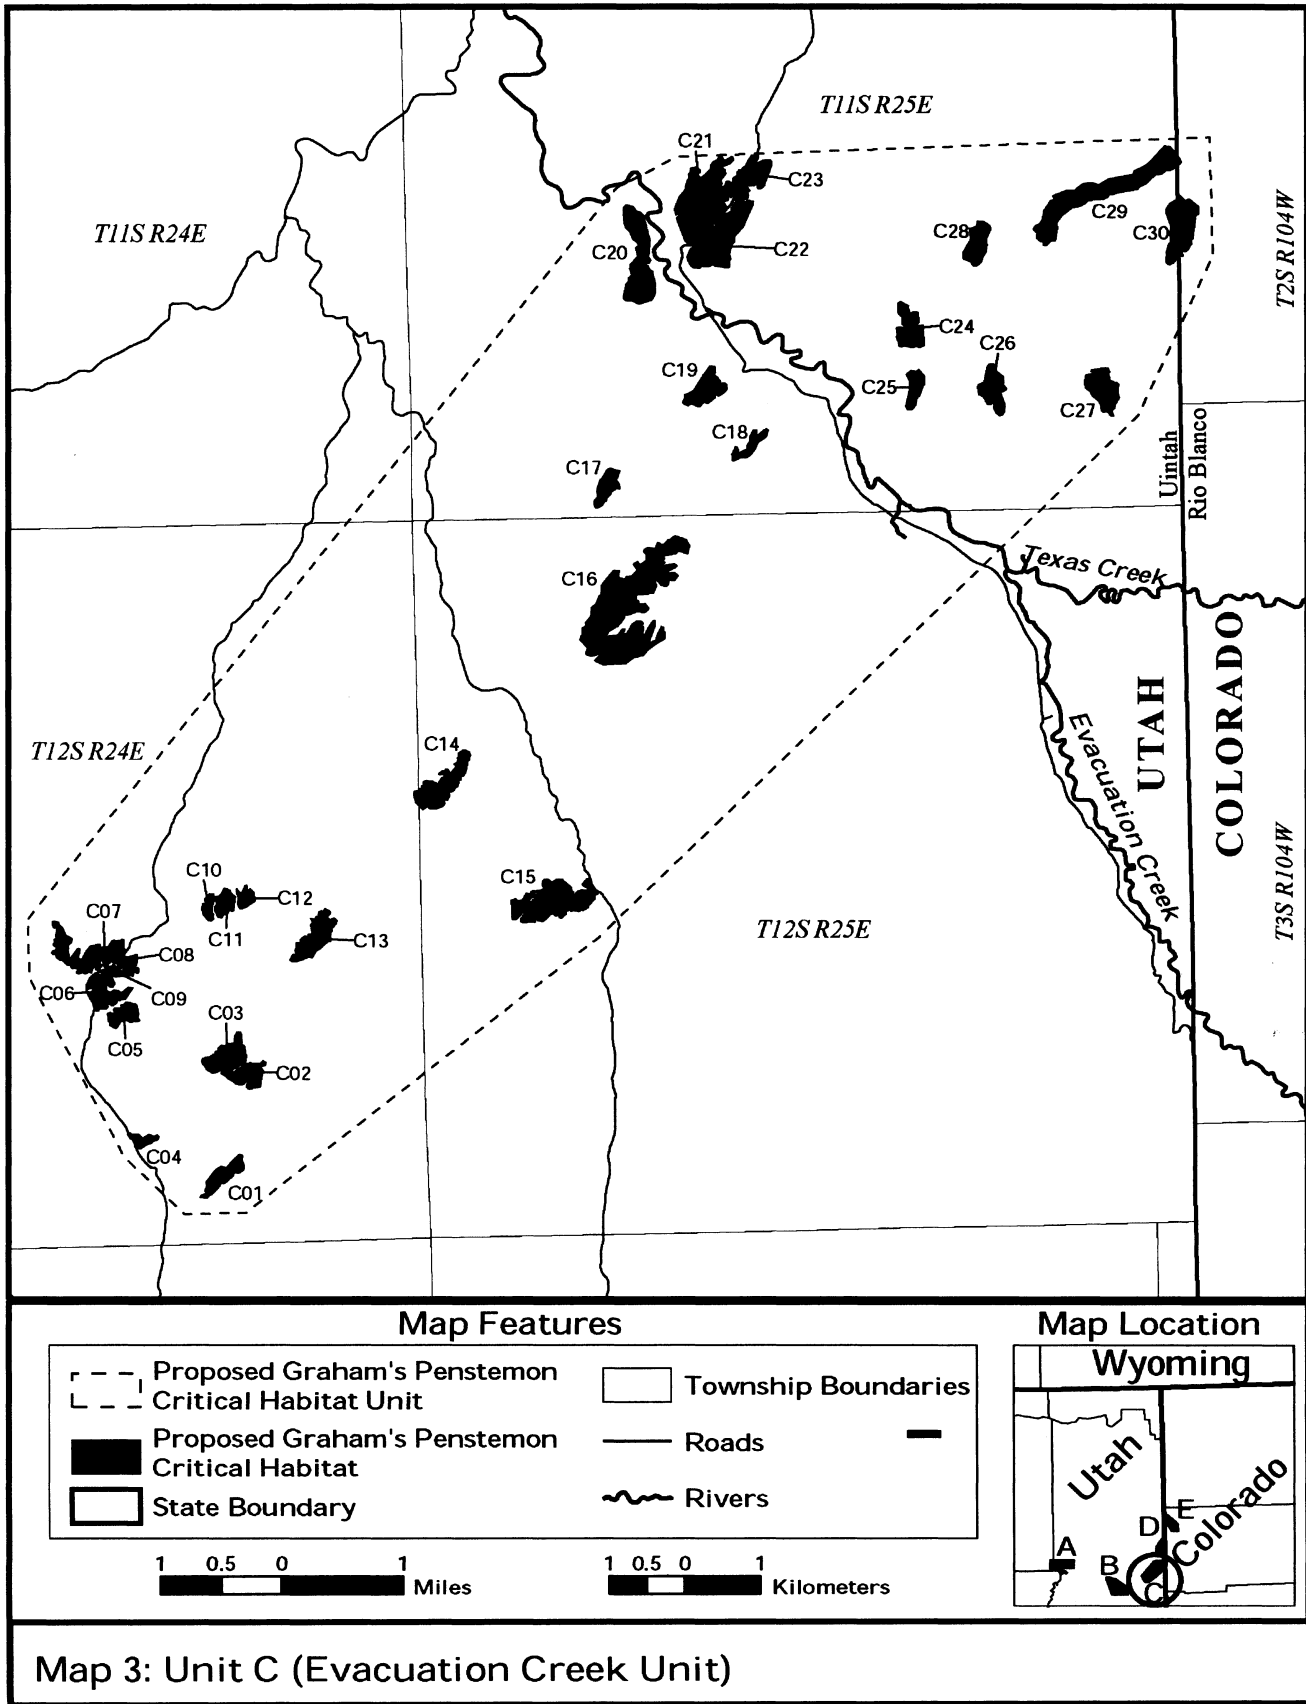 T11S R25E
C21
C23
T11S R24E
C29
C28
C30
C20
C22
T2S R104W
C24
C26
C19
C25
C27
C18
Uintah
Rio Blanco
C17
Texas Creek
C16
UTAH
COLORADO
Evacuation Creek
T12S R24E
C14
C10
C12
C15
C07
C11
C13
T12S R25E
T3S R104W
C08
C06
C09
C03
C05
C02
C04
C01
Map Features
Proposed Graham's Penstemon
Critical Habitat Unit
Proposed Graham's Penstemon
Critical Habitat
State Boundary
Township Boundaries
Roads
Rivers
1 0.5 0 1
Miles
1 0.5 0 1
Kilometers
Map Location
Wyoming
Utah
Colorado
E
D
A
B
C
Map 3: Unit C (Evacuation Creek Unit)